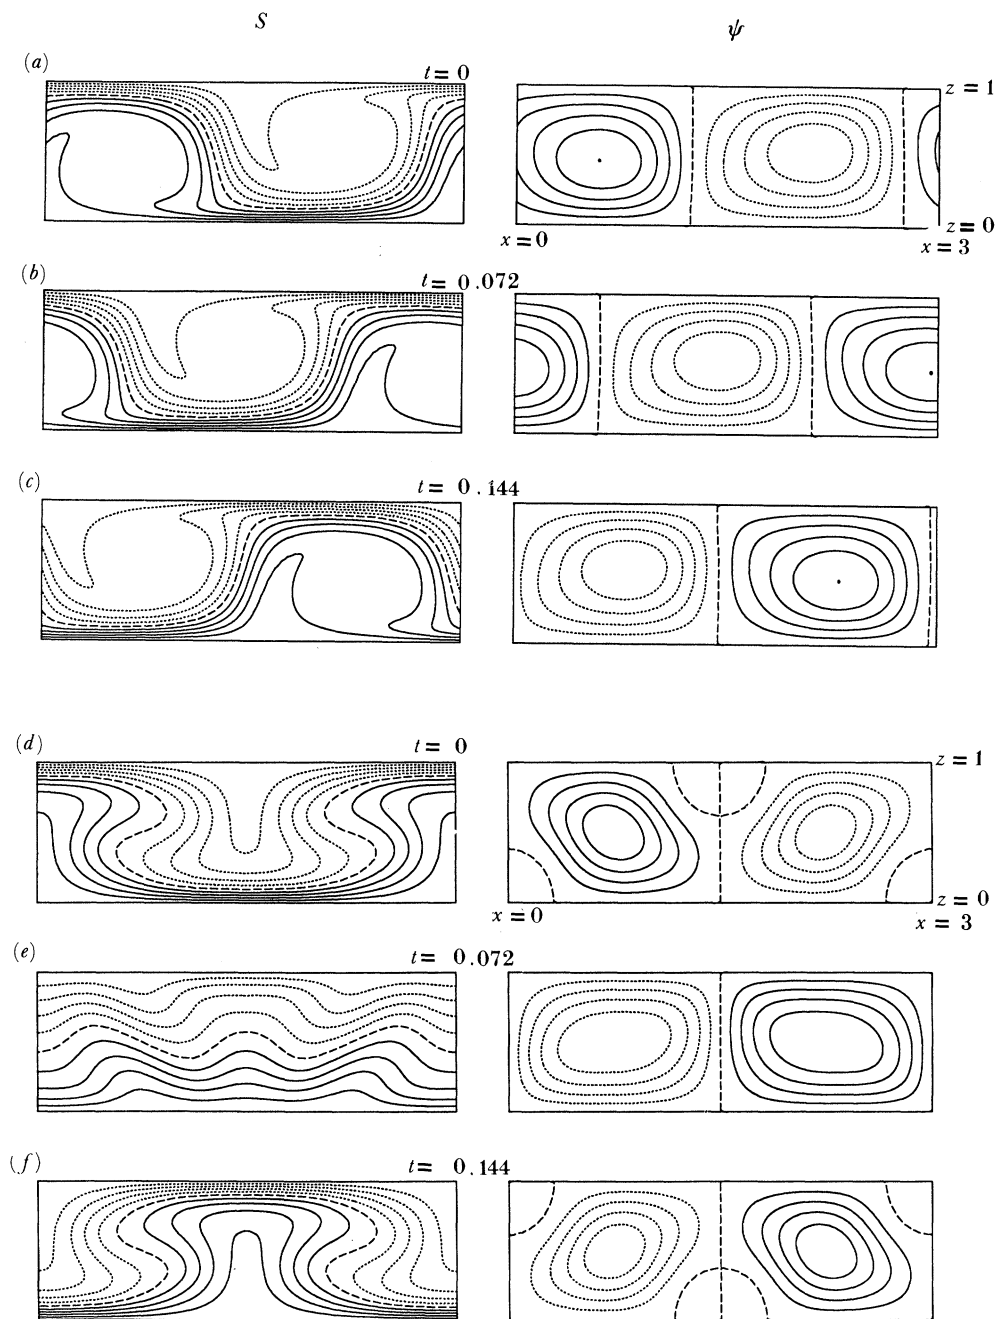 S ψ
(a) t = 0 z = 1
z = 0
x = 0 x = 3
(b) t = 0.072
(c) t = 0.144
(d) t = 0 z = 1
z = 0
x = 0 x = 3
(e) t = 0.072
(f) t = 0.144